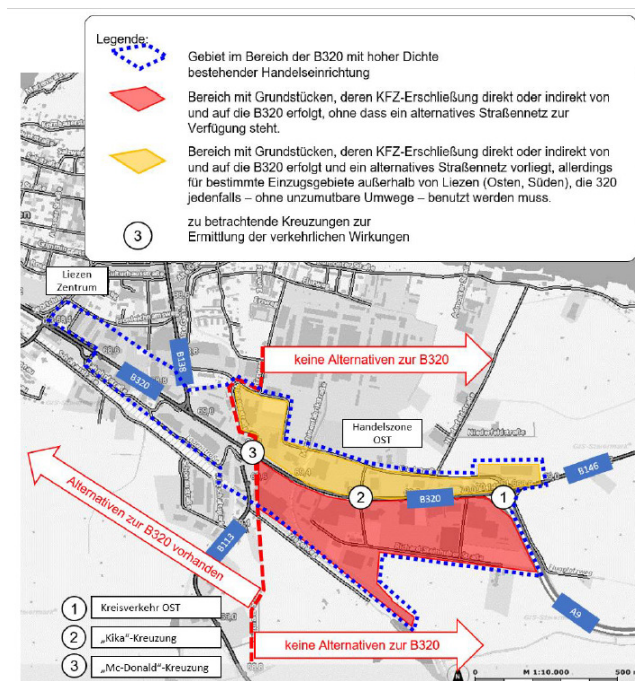 Legende:
Gebiet im Bereich der B320 mit hoher Dichte
bestehender Handelseinrichtung
Bereich mit Grundstücken, deren KFZ-Erschließung direkt oder indirekt von
und auf die B320 erfolgt, ohne dass ein alternatives Straßennetz zur
Verfügung steht.
Bereich mit Grundstücken, deren KFZ-Erschließung direkt oder indirekt von
und auf die B320 erfolgt und ein alternatives Straßennetz vorliegt, allerdings
für bestimmte Einzugsgebiete außerhalb von Liezen (Osten, Süden), die 320
jedenfalls – ohne unzumutbare Umwege – benutzt werden muss.
3
zu betrachtende Kreuzungen zur
Ermittlung der verkehrlichen Wirkungen
Liezen
Zentrum
B320
B138
keine Alternativen zur B320
Handelszone
OST
Niederfeldstraße
B146
3
2
B320
1
Alternativen zur B320 vorhanden
B113
A9
1 Kreisverkehr OST
2 „Kika“-Kreuzung
3 „Mc-Donald“-Kreuzung
keine Alternativen zur B320
N
0 M 1:10.000 500